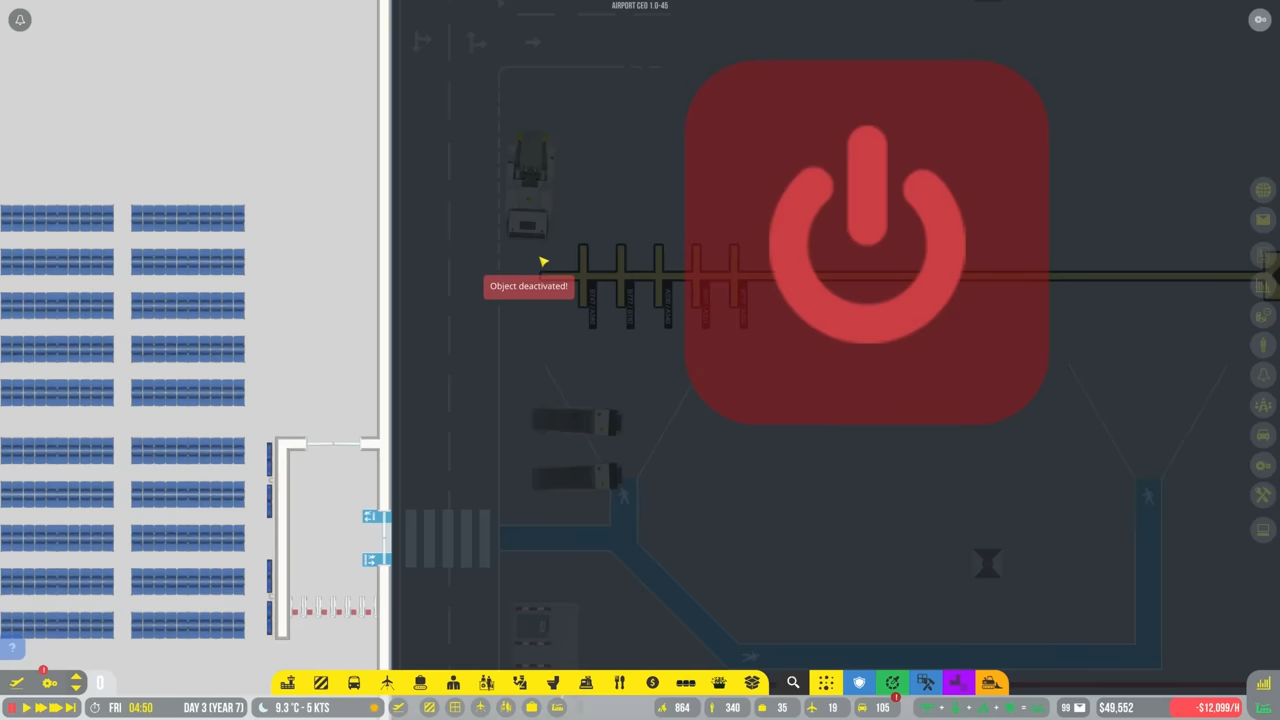 AIRPORT CEO 1.0-45
Object deactivated!
?
!
0
!
FRI 04:50 DAY 3 (YEAR 7) 9.3 °C - 5 KTS 864 340 35 19 105 99 $49,552 -$12,099/H